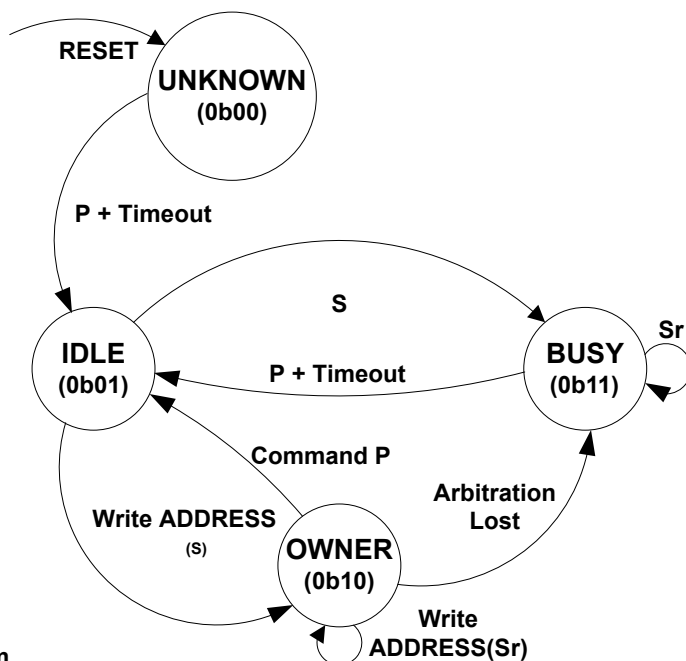 RESET
UNKNOWN
(0b00)
P + Timeout
S
IDLE
(0b01)
BUSY
(0b11)
Sr
P + Timeout
Command P
Write ADDRESS
(S)
Arbitration
Lost
OWNER
(0b10)
Write
ADDRESS(Sr)